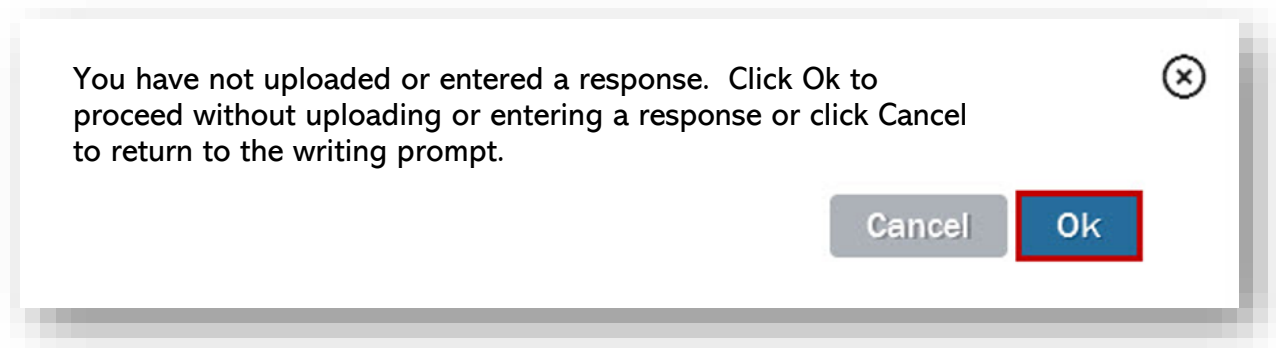 You have not uploaded or entered a response.  Click Ok to
proceed without uploading or entering a response or click Cancel
to return to the writing prompt.
Cancel
Ok